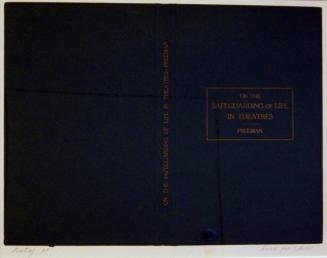 ON THE SAFEGUARDING OF LIFE IN THEATRES-FREEMAN
ON THE
SAFEGUARDING OF LIFE
IN THEATRES
FREEMAN